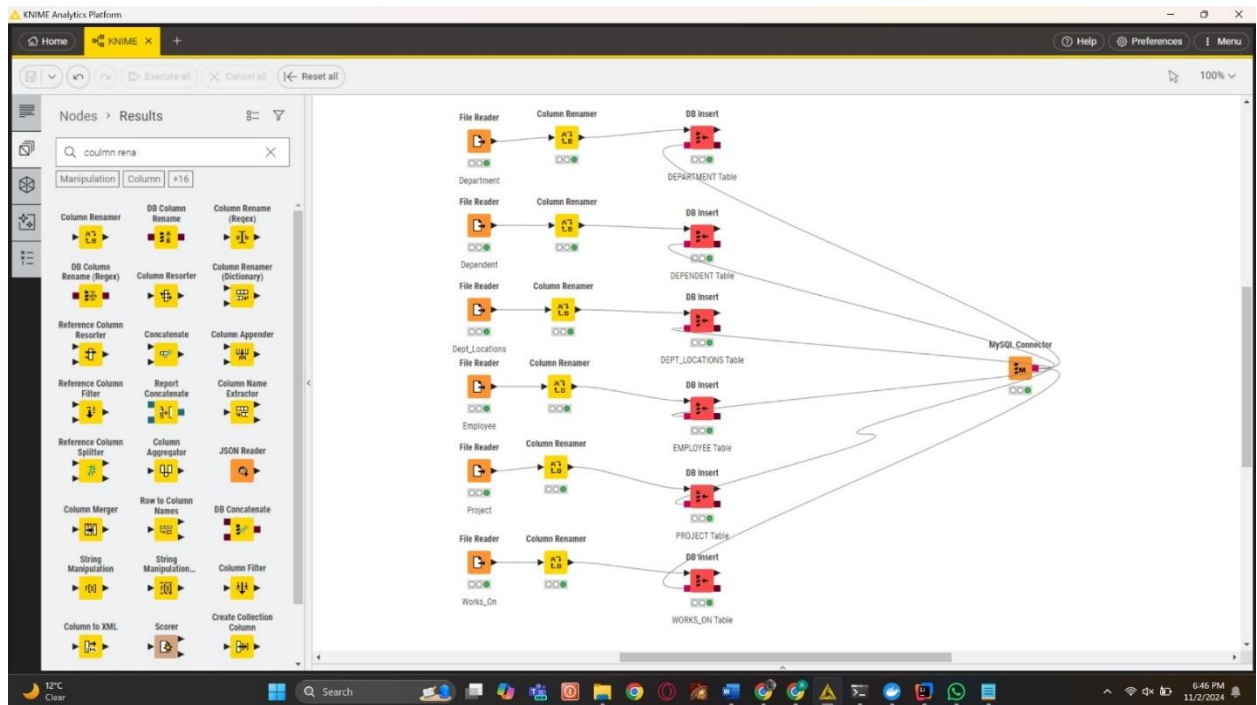 KNIME Analytics Platform
Home
KNIME
Help
Preferences
Menu
Execute all
Cancel all
Reset all
100%
Nodes > Results
coulmn rena
Manipulation
Column
+16
Column Renamer
DB Column
Rename
Column Rename
(Regex)
DB Column
Rename (Regex)
Column Resorter
Column Renamer
(Dictionary)
Reference Column
Resorter
Concatenate
Column Appender
Reference Column
Filter
Report
Concatenate
Column Name
Extractor
Reference Column
Splitter
Column
Aggregator
JSON Reader
Column Merger
Row to Column
Names
DB Concatenate
String
Manipulation
String
Manipulation...
Column Filter
Column to XML
Scorer
Create Collection
Column
File Reader
Column Renamer
DB Insert
Department
DEPARTMENT Table
File Reader
Column Renamer
DB Insert
Dependent
DEPENDENT Table
File Reader
Column Renamer
DB Insert
Dept_Locations
DEPT_LOCATIONS Table
File Reader
Column Renamer
DB Insert
Employee
EMPLOYEE Table
File Reader
Column Renamer
DB Insert
Project
PROJECT Table
File Reader
Column Renamer
DB Insert
Works_On
WORKS_ON Table
MySQL Connector
12°C
Clear
Search
6:46 PM
11/2/2024